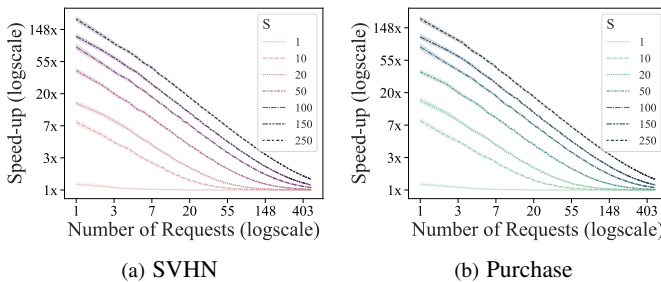 Speed-up (logscale)
148x
55x
20x
7x
3x
1x
S
1
10
20
50
100
150
250
1 3 7 20 55 148 403
Number of Requests (logscale)
(a) SVHN
Speed-up (logscale)
148x
55x
20x
7x
3x
1x
S
1
10
20
50
100
150
250
1 3 7 20 55 148 403
Number of Requests (logscale)
(b) Purchase